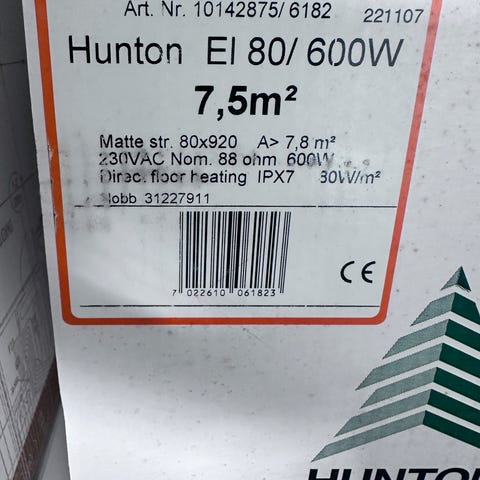 Art. Nr. 10142875/ 6182 221107
Hunton El 80/ 600W
7,5m²
Matte str. 80x920 A> 7,8 m²
230VAC Nom. 88 ohm 600W
Direct floor heating IPX7 80W/m²
Nobb 31227911
7 022610 061823
CE
HUNTON